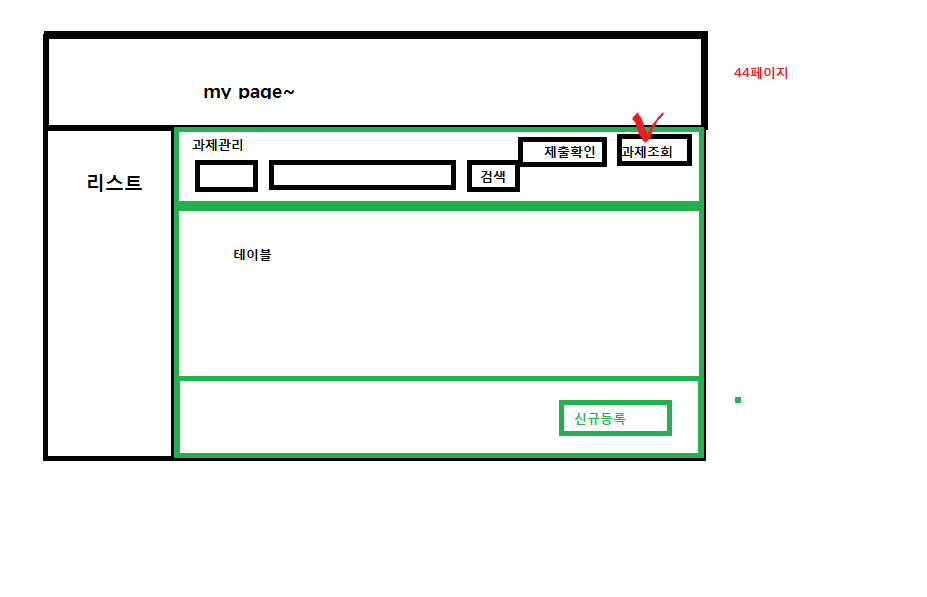 my page~
44페이지
과제관리
제출확인
과제조회
검색
리스트
테이블
신규등록